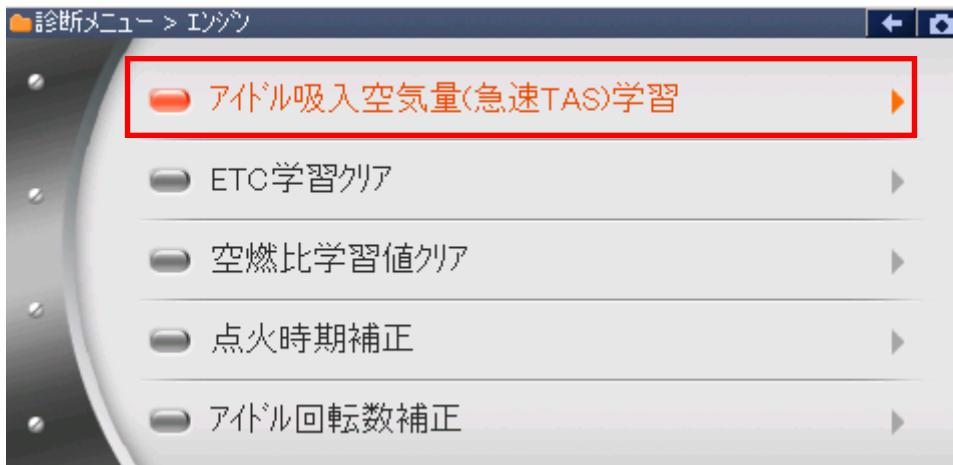 診断メニュー > エンジン
アイドル吸入空気量(急速TAS)学習
ETC学習クリア
空燃比学習値クリア
点火時期補正
アイドル回転数補正